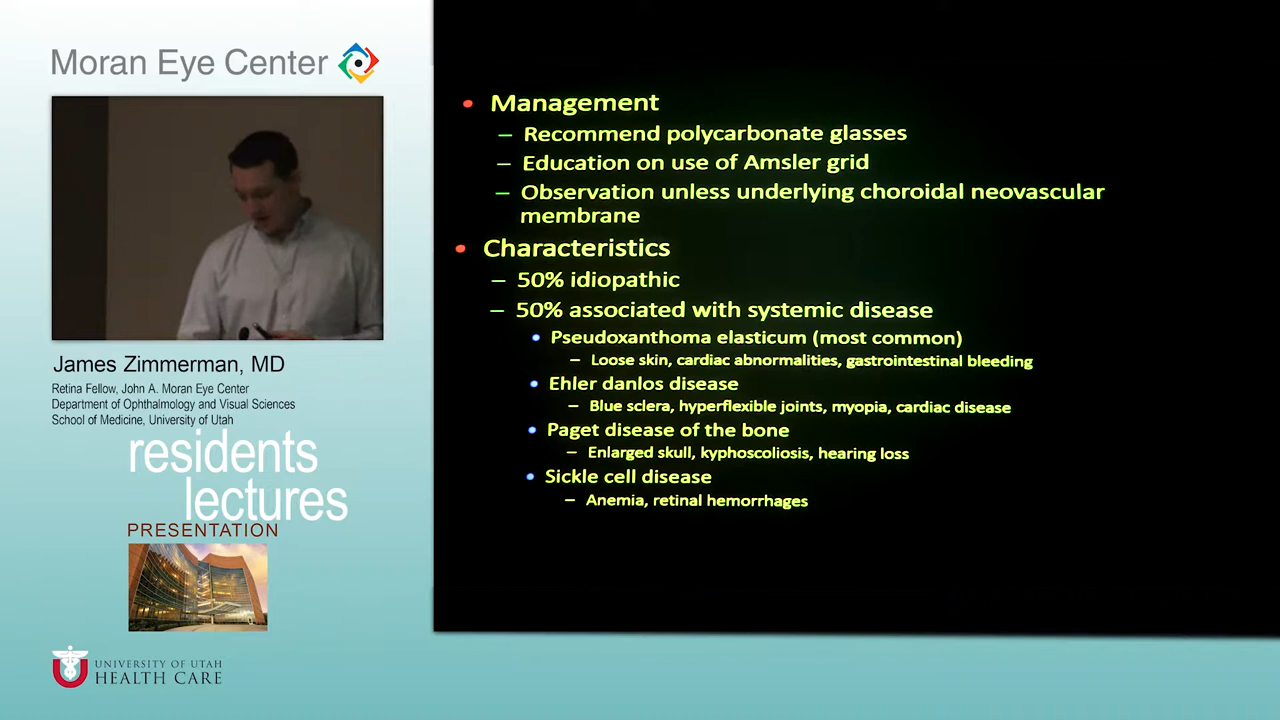 Moran Eye Center
James Zimmerman, MD
Retina Fellow, John A. Moran Eye Center
Department of Ophthalmology and Visual Sciences
School of Medicine, University of Utah
residents
lectures
PRESENTATION
UNIVERSITY OF UTAH
HEALTH CARE
• Management
– Recommend polycarbonate glasses
– Education on use of Amsler grid
– Observation unless underlying choroidal neovascular
membrane
• Characteristics
– 50% idiopathic
– 50% associated with systemic disease
• Pseudoxanthoma elasticum (most common)
– Loose skin, cardiac abnormalities, gastrointestinal bleeding
• Ehler danlos disease
– Blue sclera, hyperflexible joints, myopia, cardiac disease
• Paget disease of the bone
– Enlarged skull, kyphoscoliosis, hearing loss
• Sickle cell disease
– Anemia, retinal hemorrhages